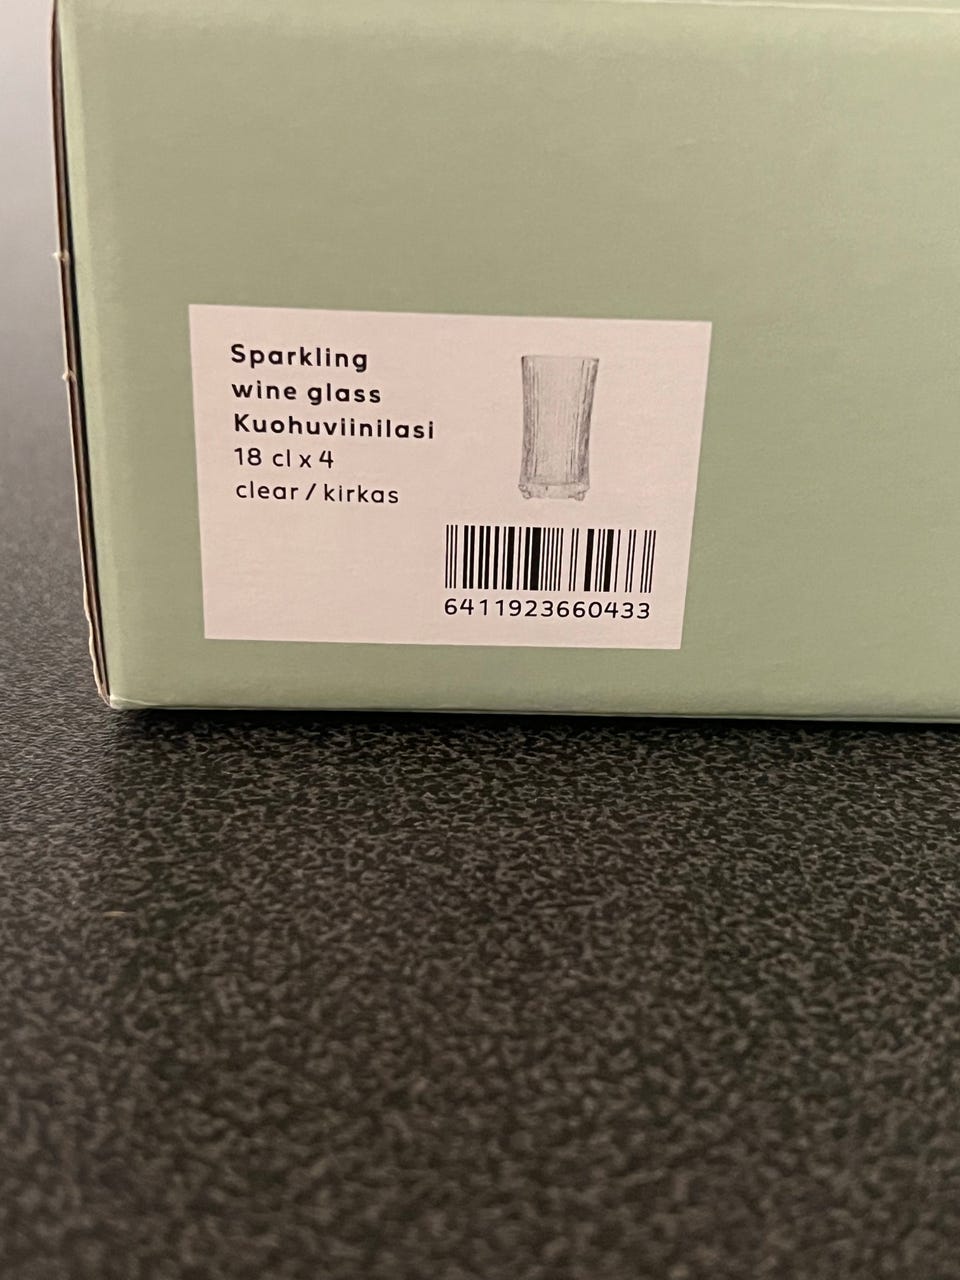 Sparkling
wine glass
Kuohuviinilasi
18 cl x 4
clear / kirkas
6411923660433